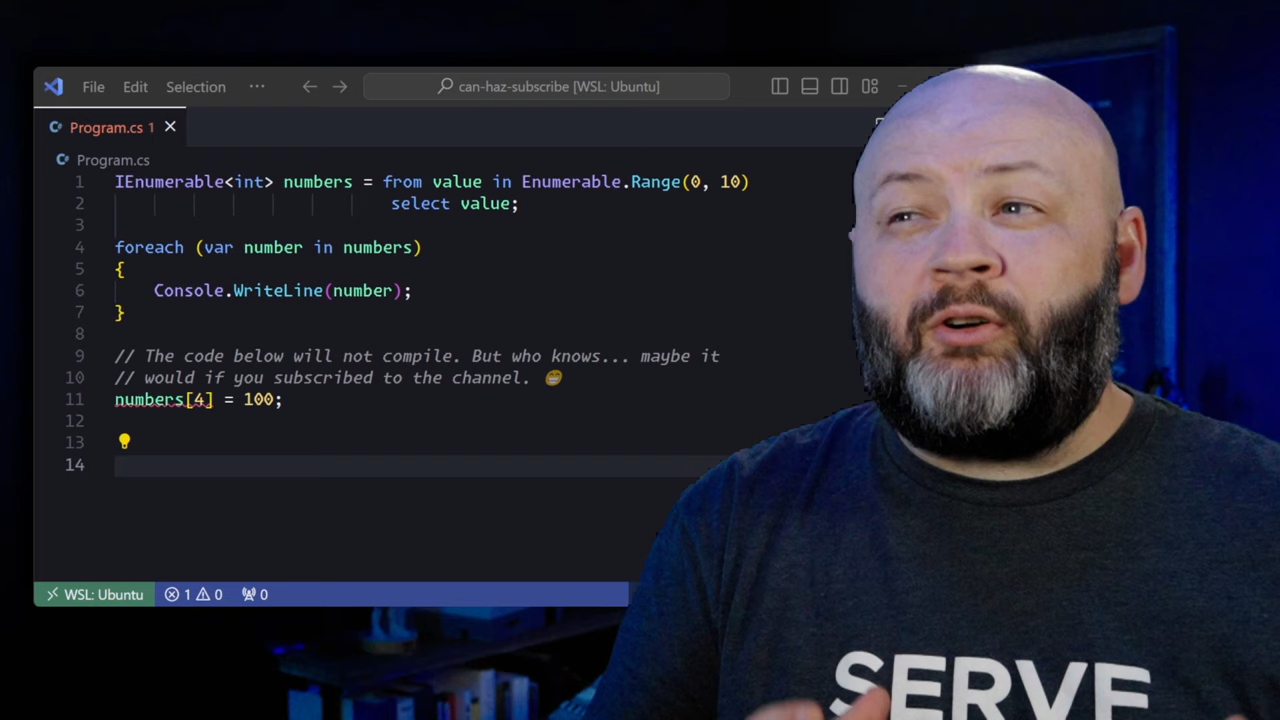 File Edit Selection ··· can-haz-subscribe [WSL: Ubuntu]
Program.cs 1
Program.cs
1 IEnumerable<int> numbers = from value in Enumerable.Range(0, 10)
2 select value;
3
4 foreach (var number in numbers)
5 {
6 Console.WriteLine(number);
7 }
8
9 // The code below will not compile. But who knows... maybe it
10 // would if you subscribed to the channel. 😁
11 numbers[4] = 100;
12
13
14
WSL: Ubuntu 1 0 0
SERVE